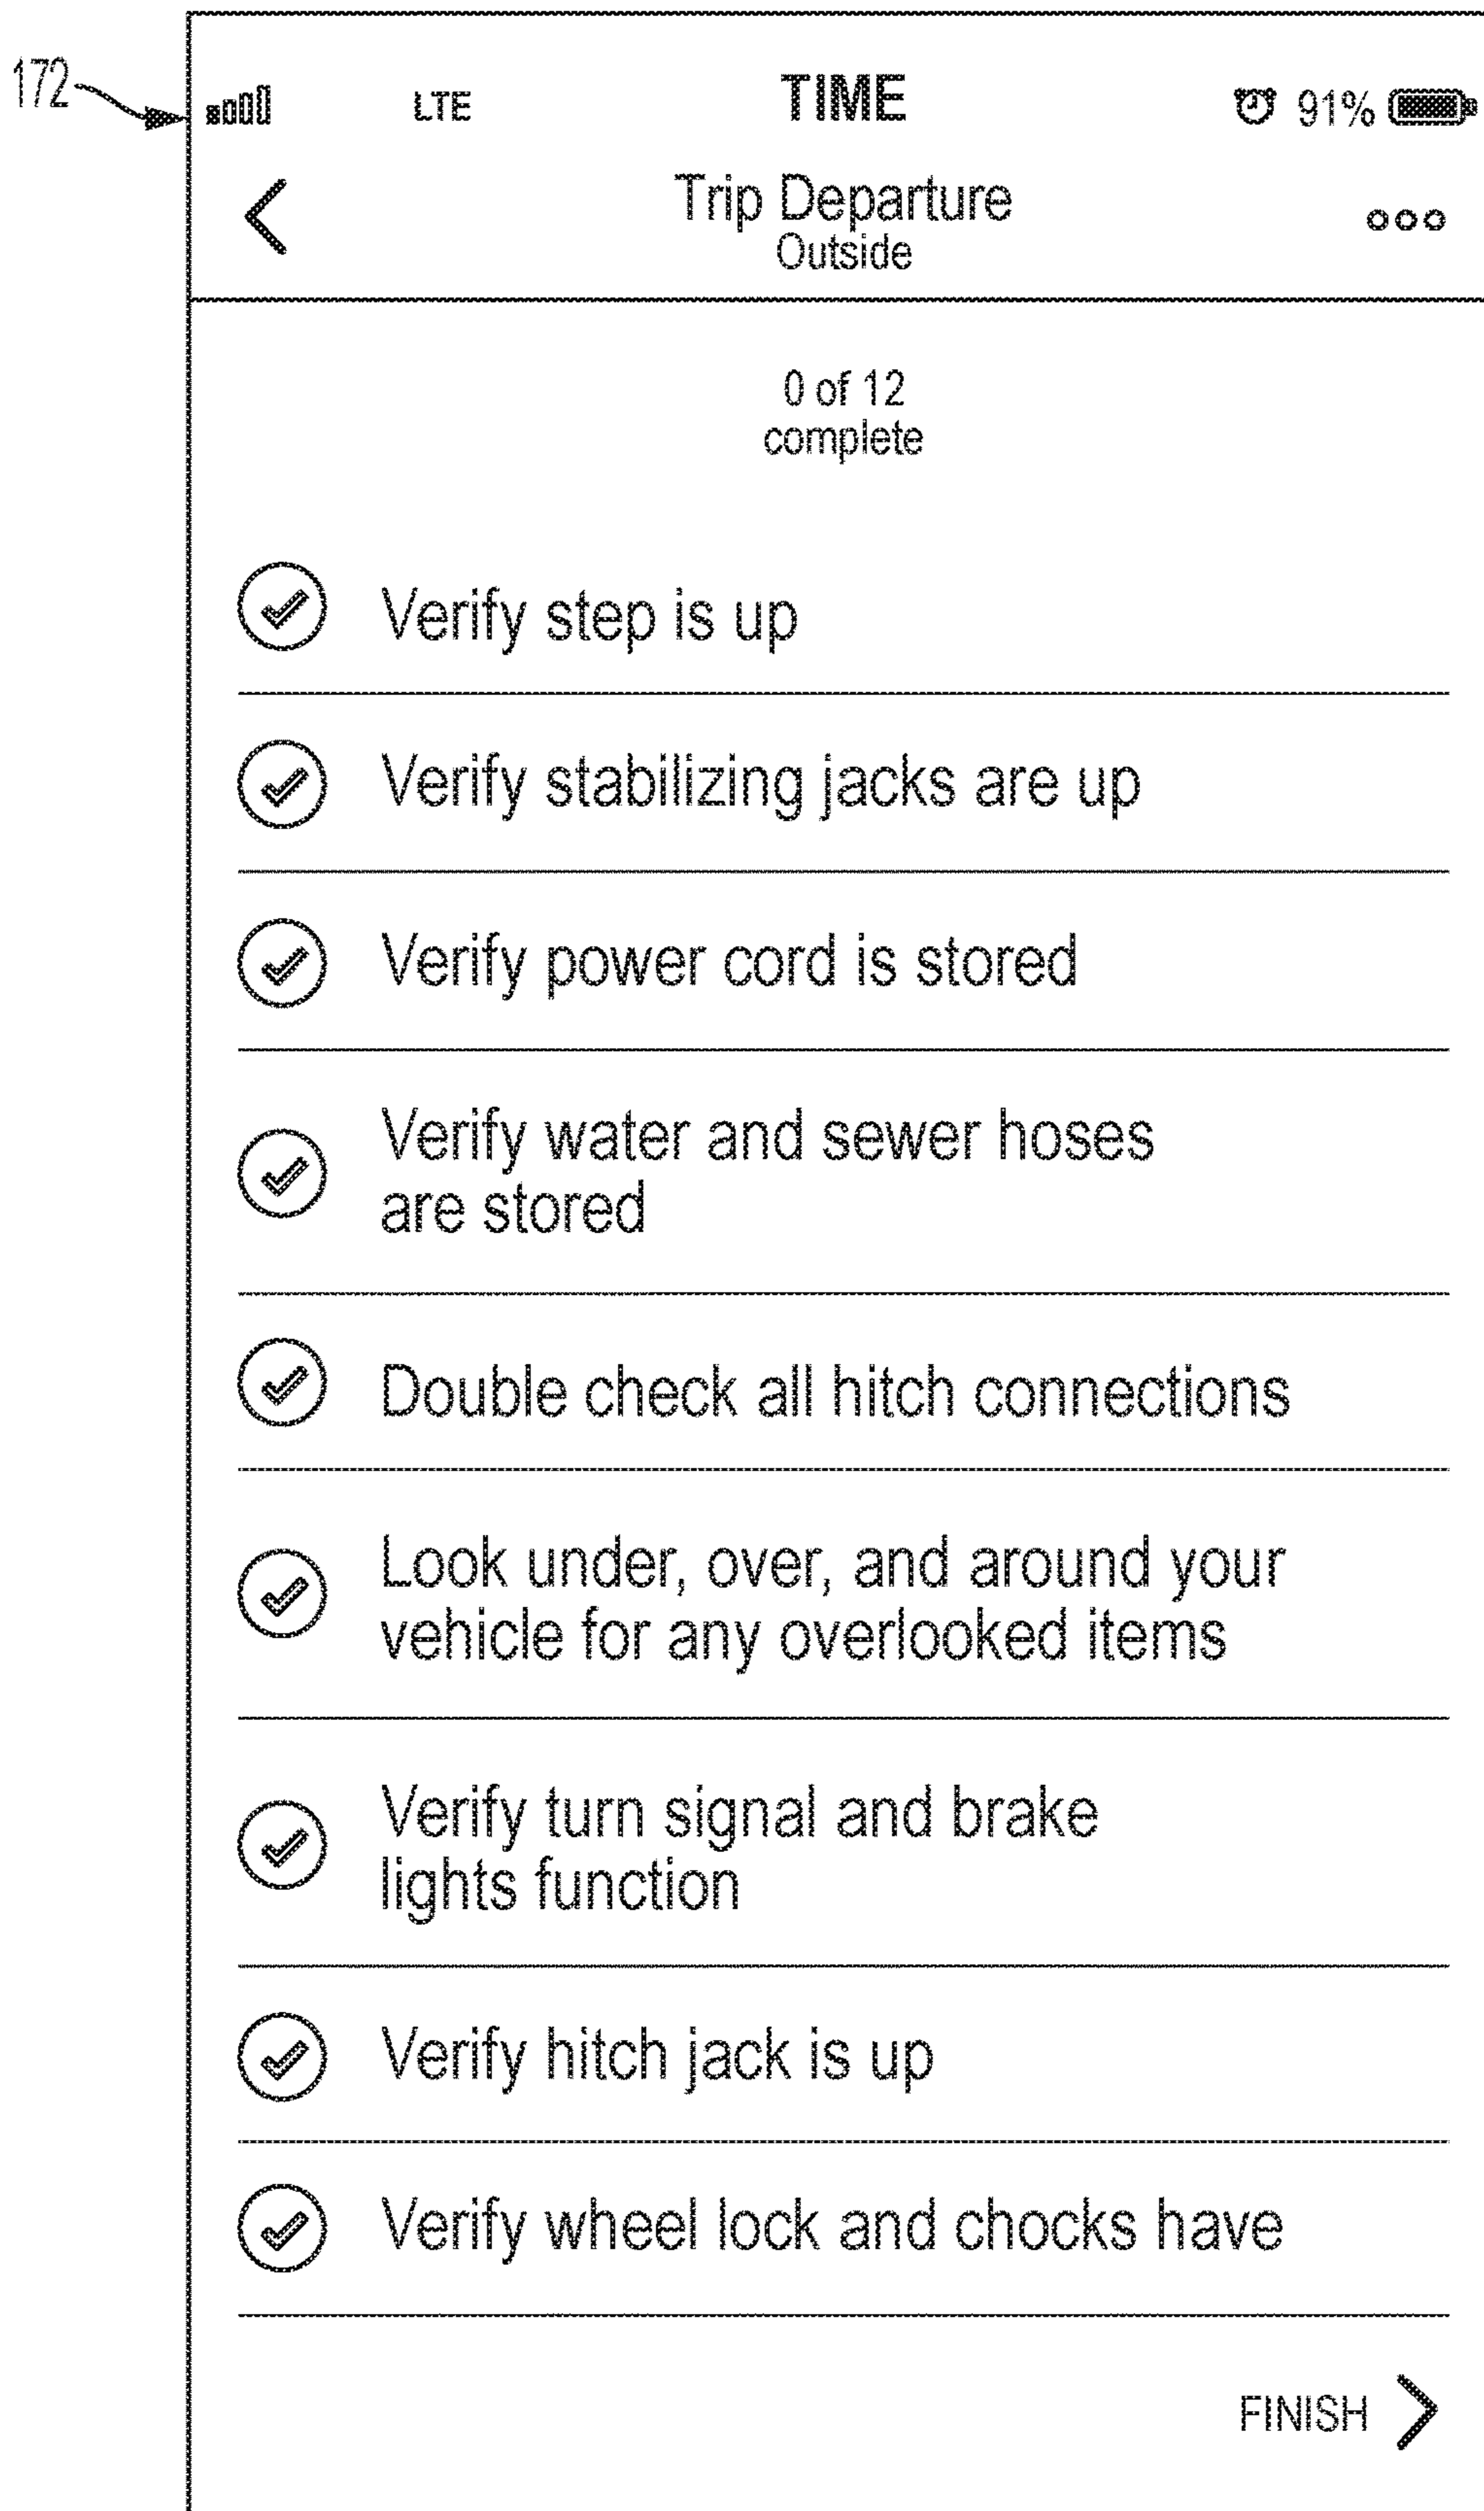 172
LTE
TIME
91%
Trip Departure
Outside
0 of 12
complete
Verify step is up
Verify stabilizing jacks are up
Verify power cord is stored
Verify water and sewer hoses
are stored
Double check all hitch connections
Look under, over, and around your
vehicle for any overlooked items
Verify turn signal and brake
lights function
Verify hitch jack is up
Verify wheel lock and chocks have
FINISH